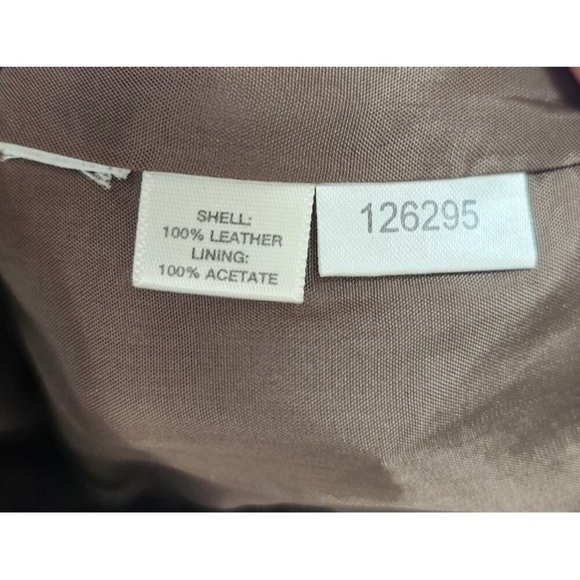 SHELL:
100% LEATHER
LINING:
100% ACETATE
126295